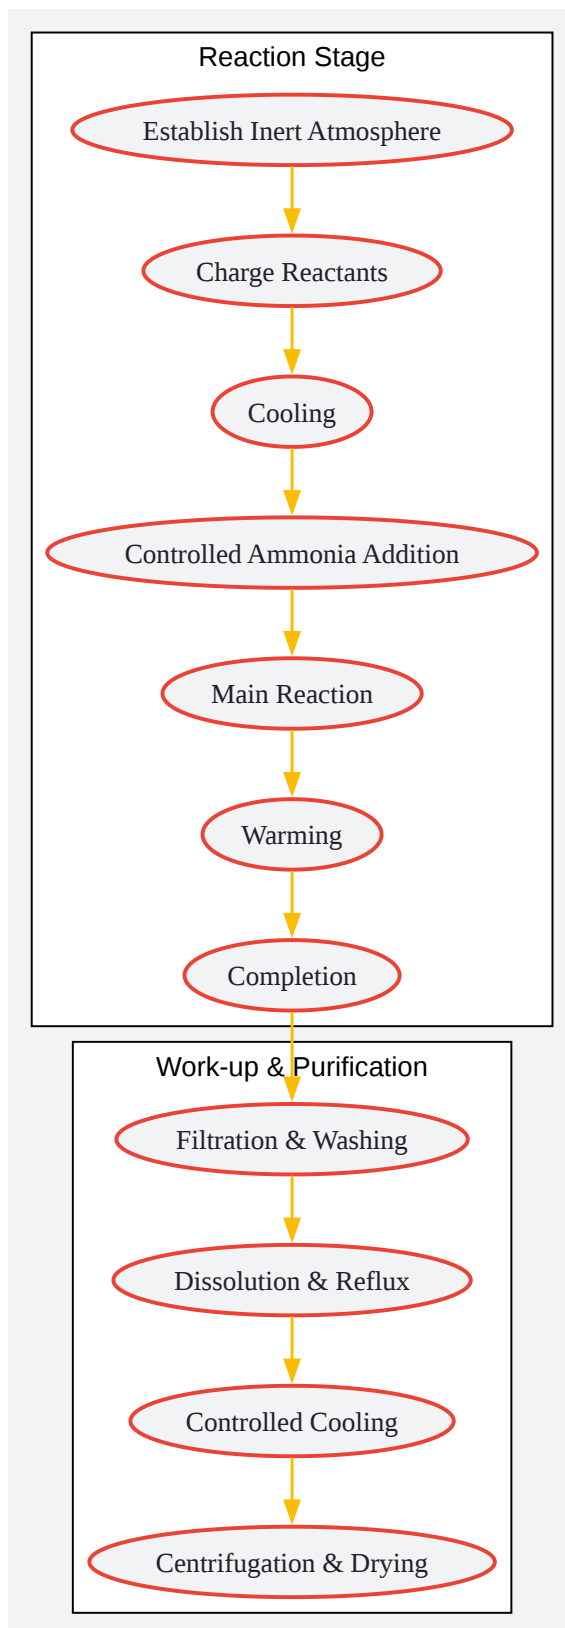 Reaction Stage
Establish Inert Atmosphere
Charge Reactants
Cooling
Controlled Ammonia Addition
Main Reaction
Warming
Completion
Work-up & Purification
Filtration & Washing
Dissolution & Reflux
Controlled Cooling
Centrifugation & Drying